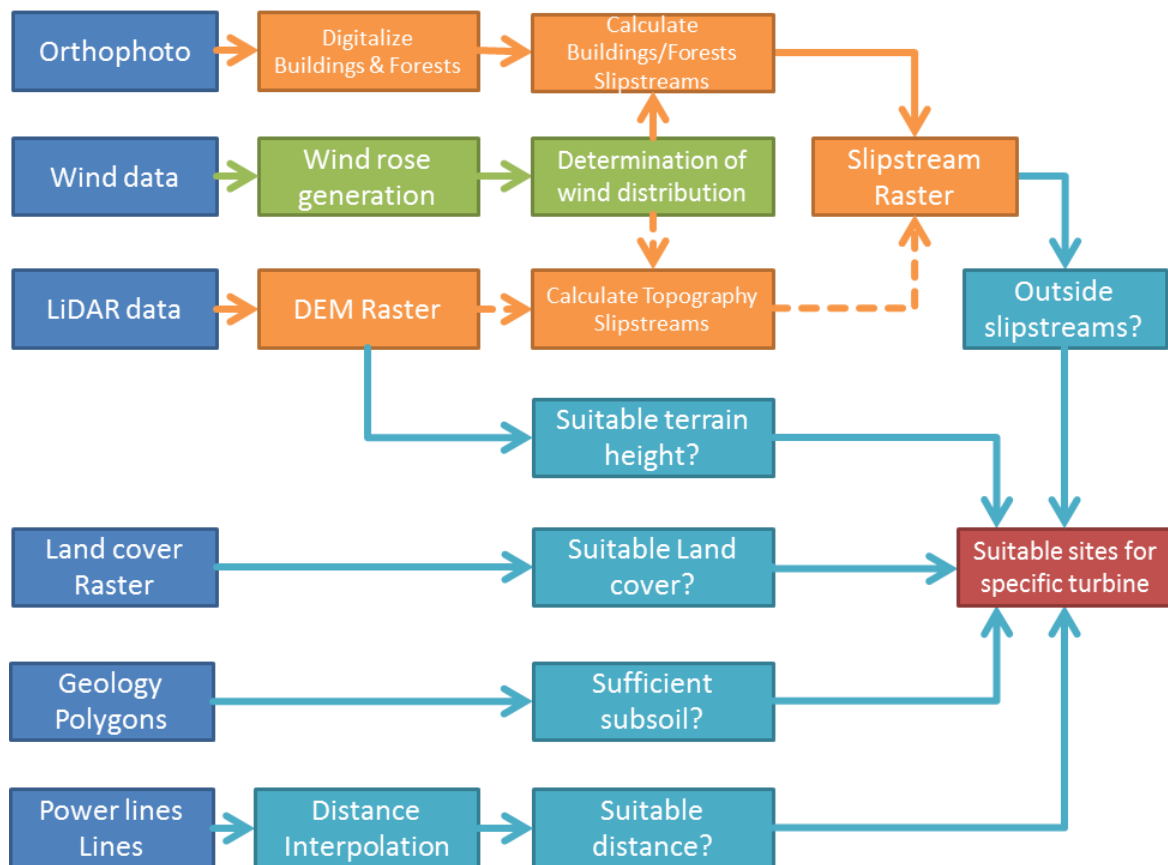 Orthophoto
Digitalize
Buildings & Forests
Calculate
Buildings/Forests
Slipstreams
Wind data
Wind rose
generation
Determination of
wind distribution
Slipstream
Raster
LiDAR data
DEM Raster
Calculate Topography
Slipstreams
Outside
slipstreams?
Suitable terrain
height?
Land cover
Raster
Suitable Land
cover?
Suitable sites for
specific turbine
Geology
Polygons
Sufficient
subsoil?
Power lines
Lines
Distance
Interpolation
Suitable
distance?